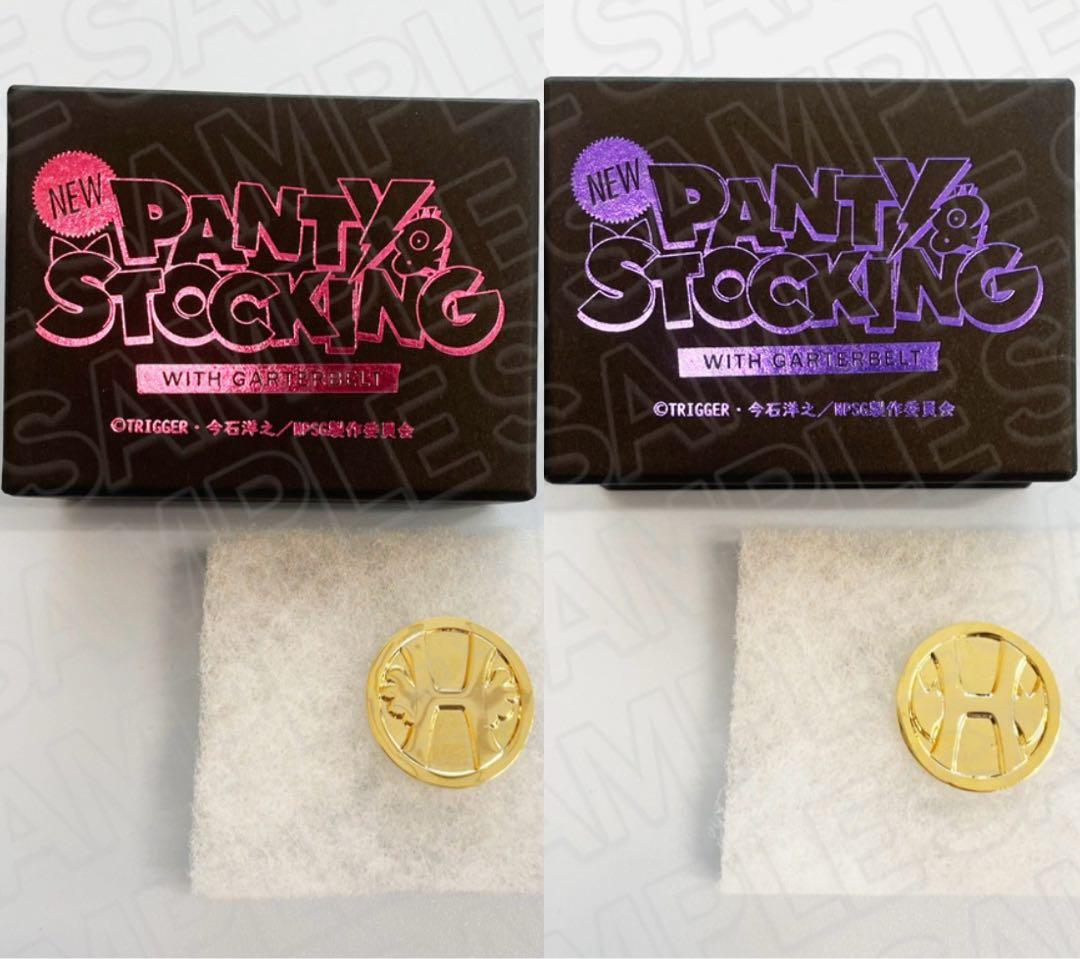 NEW
PANTY &
STOCKING
WITH GARTERBELT
©TRIGGER・今石洋之／NPSG製作委員会
NEW
PANTY &
STOCKING
WITH GARTERBELT
©TRIGGER・今石洋之／NPSG製作委員会
SAMPLE SAMPLE SAMPLE